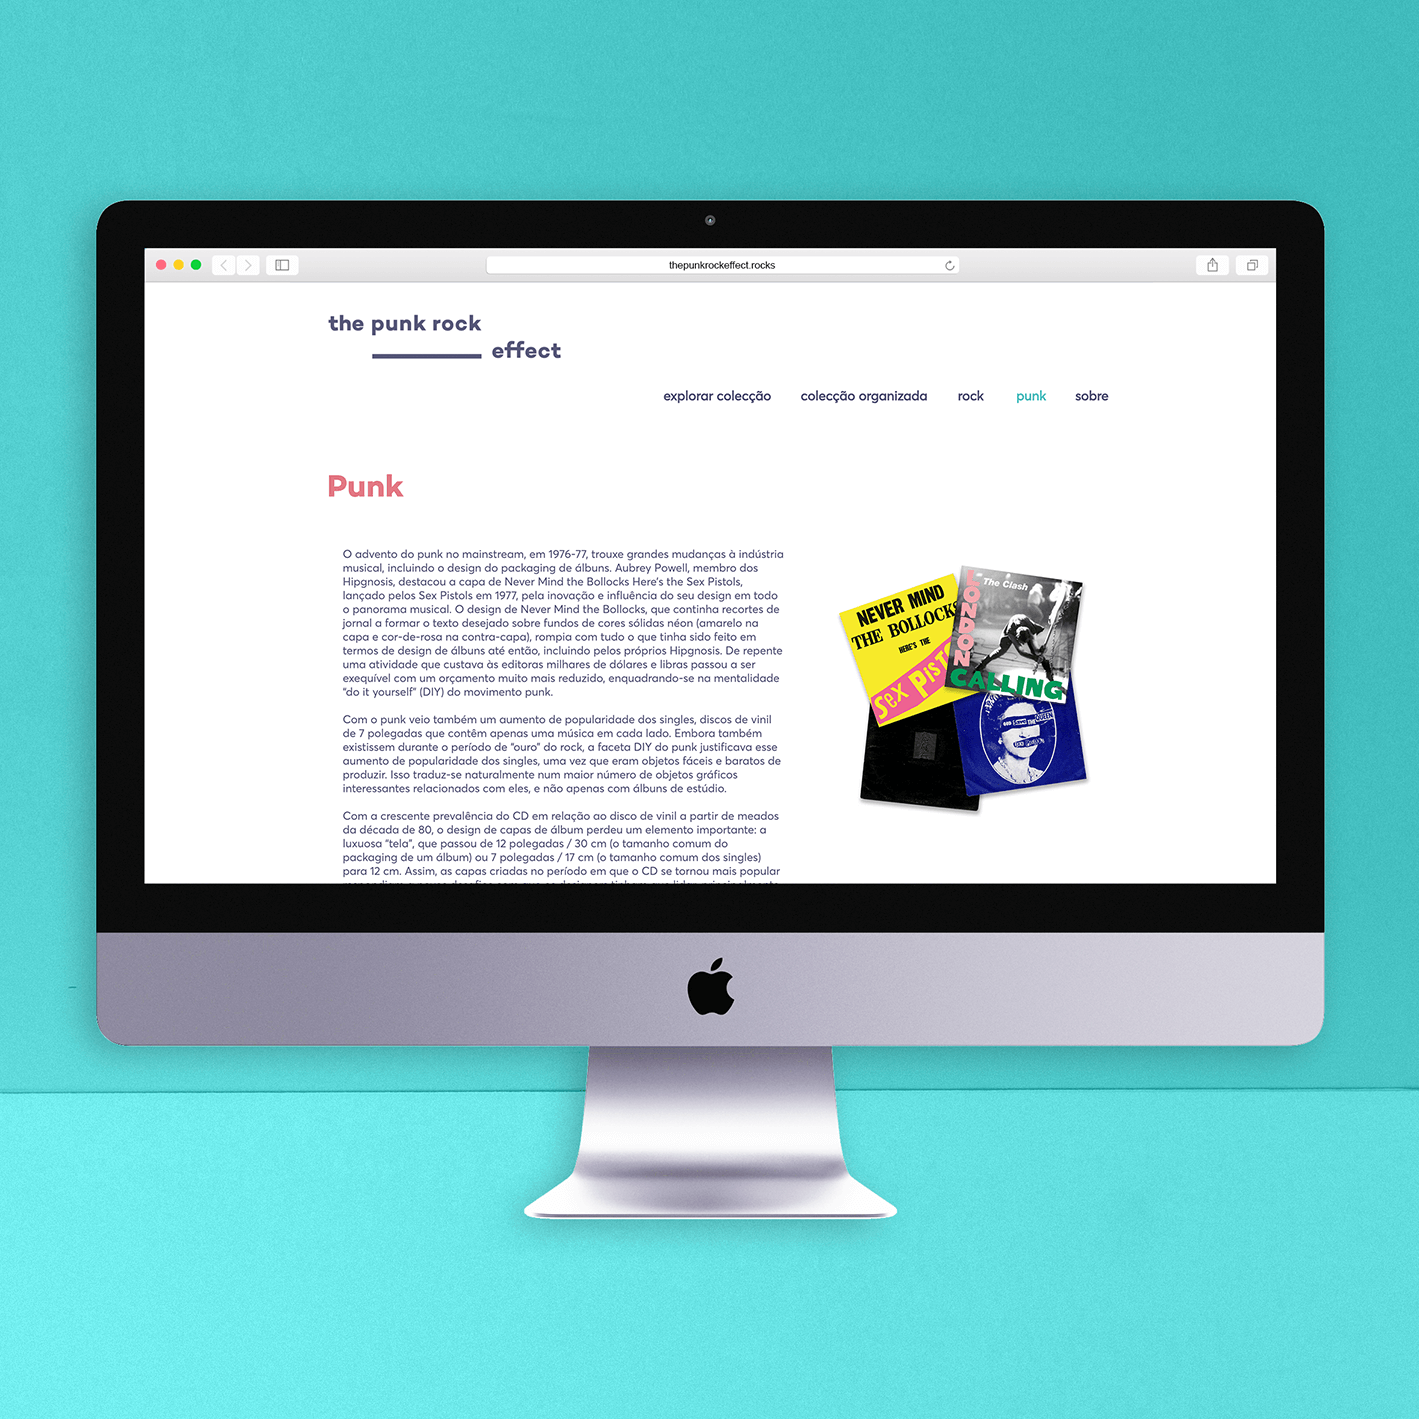 thepunkrockeffect.rocks
the punk rock
effect
explorar colecção colecção organizada rock punk sobre
Punk
O advento do punk no mainstream, em 1976-77, trouxe grandes mudanças à indústria
musical, incluindo o design do packaging de álbuns. Aubrey Powell, membro dos
Hipgnosis, destacou a capa de Never Mind the Bollocks Here's the Sex Pistols,
lançado pelos Sex Pistols em 1977, pela inovação e influência do seu design em todo
o panorama musical. O design de Never Mind the Bollocks, que continha recortes de
jornal a formar o texto desejado sobre fundos de cores sólidas néon (amarelo na
capa e cor-de-rosa na contra-capa), rompia com tudo o que tinha sido feito em
termos de design de álbuns até então, incluindo pelos próprios Hipgnosis. De repente
uma atividade que custava às editoras milhares de dólares e libras passou a ser
exequível com um orçamento muito mais reduzido, enquadrando-se na mentalidade
“do it yourself” (DIY) do movimento punk.
Com o punk veio também um aumento de popularidade dos singles, discos de vinil
de 7 polegadas que contêm apenas uma música em cada lado. Embora também
existissem durante o período de “ouro” do rock, a faceta DIY do punk justificava esse
aumento de popularidade dos singles, uma vez que eram objetos fáceis e baratos de
produzir. Isso traduz-se naturalmente num maior número de objetos gráficos
interessantes relacionados com eles, e não apenas com álbuns de estúdio.
Com a crescente prevalência do CD em relação ao disco de vinil a partir de meados
da década de 80, o design de capas de álbum perdeu um elemento importante: a
luxuosa “tela”, que passou de 12 polegadas / 30 cm (o tamanho comum do
packaging de um álbum) ou 7 polegadas / 17 cm (o tamanho comum dos singles)
para 12 cm. Assim, as capas criadas no período em que o CD se tornou mais popular
NEVER MIND
THE BOLLOCKS
HERE'S THE
SEX PISTO
The Clash
LONDON
CALLING
GOD SAVE THE QUEEN
SEX PISTOLS